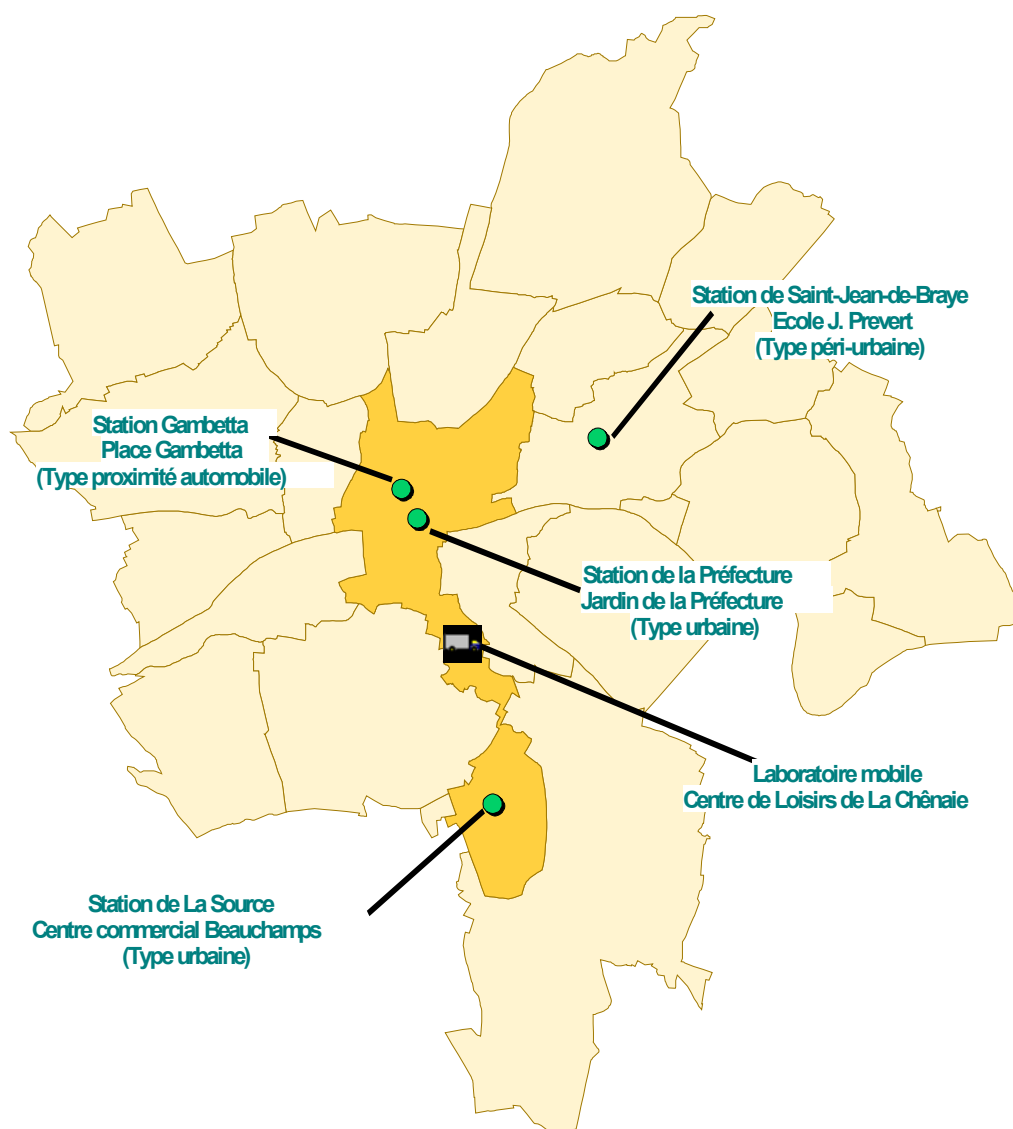 Station de Saint-Jean-de-Braye
Ecole J. Prevert
(Type péri-urbaine)
Station Gambetta
Place Gambetta
(Type proximité automobile)
Station de la Préfecture
Jardin de la Préfecture
(Type urbaine)
Laboratoire mobile
Centre de Loisirs de La Chênaie
Station de La Source
Centre commercial Beauchamps
(Type urbaine)